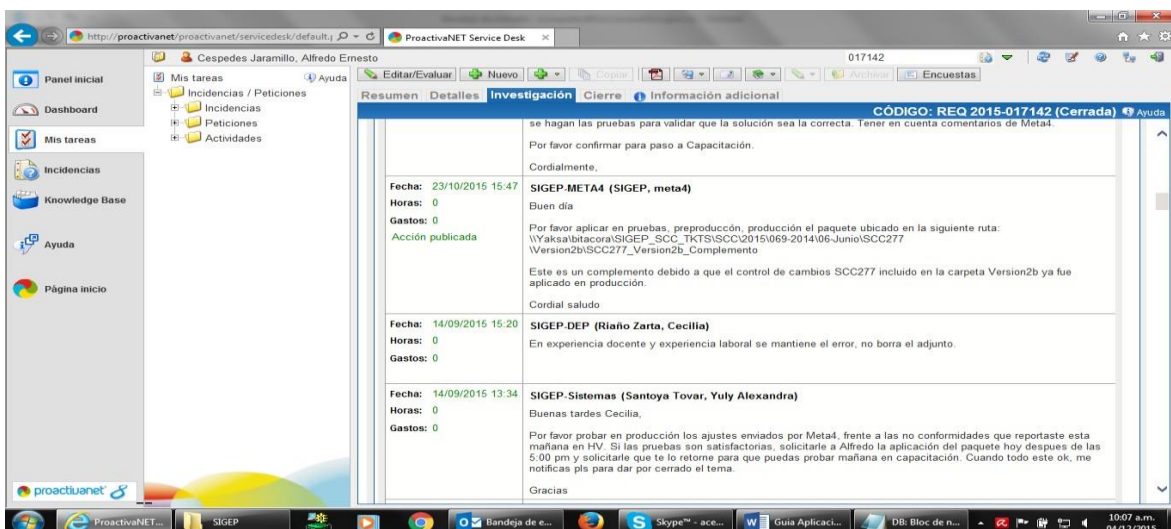 http://proactivanet/proactivanet/servicedesk/default.
ProactivaNET Service Desk
Cespedes Jaramillo, Alfredo Ernesto
017142
Panel inicial
Dashboard
Mis tareas
Incidencias
Knowledge Base
Ayuda
Página inicio
proactivanet
Mis tareas
Ayuda
Incidencias / Peticiones
Incidencias
Peticiones
Actividades
Editar/Evaluar Nuevo Copiar Archivar Encuestas
Resumen Detalles Investigación Cierre Información adicional
CÓDIGO: REQ 2015-017142 (Cerrada) Ayuda
se hagan las pruebas para validar que la solución sea la correcta. Tener en cuenta comentarios de Meta4.
Por favor confirmar para paso a Capacitación.
Cordialmente,
Fecha: 23/10/2015 15:47
Horas: 0
Gastos: 0
Acción publicada
SIGEP-META4 (SIGEP, meta4)
Buen día
Por favor aplicar en pruebas, preproduccón, producción el paquete ubicado en la siguiente ruta:
\\Yaksa\bitacora\SIGEP_SCC_TKTS\SCC\2015\069-2014\06-Junio\SCC277
\Version2b\SCC277_Version2b_Complemento
Este es un complemento debido a que el control de cambios SCC277 incluido en la carpeta Version2b ya fue
aplicado en producción.
Cordial saludo
Fecha: 14/09/2015 15:20
Horas: 0
Gastos: 0
SIGEP-DEP (Riaño Zarta, Cecilia)
En experiencia docente y experiencia laboral se mantiene el error, no borra el adjunto.
Fecha: 14/09/2015 13:34
Horas: 0
Gastos: 0
SIGEP-Sistemas (Santoya Tovar, Yuly Alexandra)
Buenas tardes Cecilia,
Por favor probar en producción los ajustes enviados por Meta4, frente a las no conformidades que reportaste esta
mañana en HV. Si las pruebas son satisfactorias, solicitarle a Alfredo la aplicación del paquete hoy despues de las
5:00 pm y solicitarle que te lo retorne para que puedas probar mañana en capacitación. Cuando todo este ok, me
notificas pls para dar por cerrado el tema.
Gracias
ProactivaNET...
SIGEP
Bandeja de e...
Skype™ - ace...
Guia Aplicaci...
DB: Bloc de n...
10:07 a.m.
04/12/2015